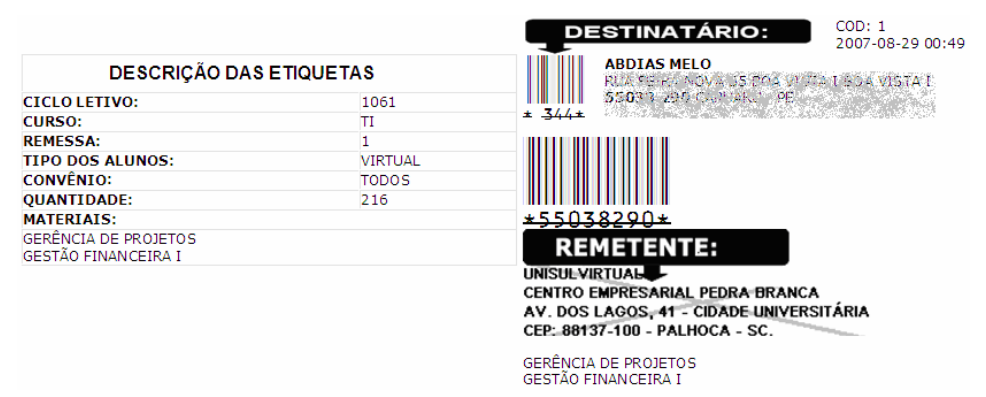 DESCRIÇÃO DAS ETIQUETAS
CICLO LETIVO: 1061
CURSO: TI
REMESSA: 1
TIPO DOS ALUNOS: VIRTUAL
CONVÊNIO: TODOS
QUANTIDADE: 216
MATERIAIS:
GERÊNCIA DE PROJETOS
GESTÃO FINANCEIRA I
DESTINATÁRIO:
COD: 1
2007-08-29 00:49
ABDIAS MELO
* 344*
*55038290*
REMETENTE:
UNISULVIRTUAL
CENTRO EMPRESARIAL PEDRA BRANCA
AV. DOS LAGOS, 41 - CIDADE UNIVERSITÁRIA
CEP: 88137-100 - PALHOCA - SC.
GERÊNCIA DE PROJETOS
GESTÃO FINANCEIRA I